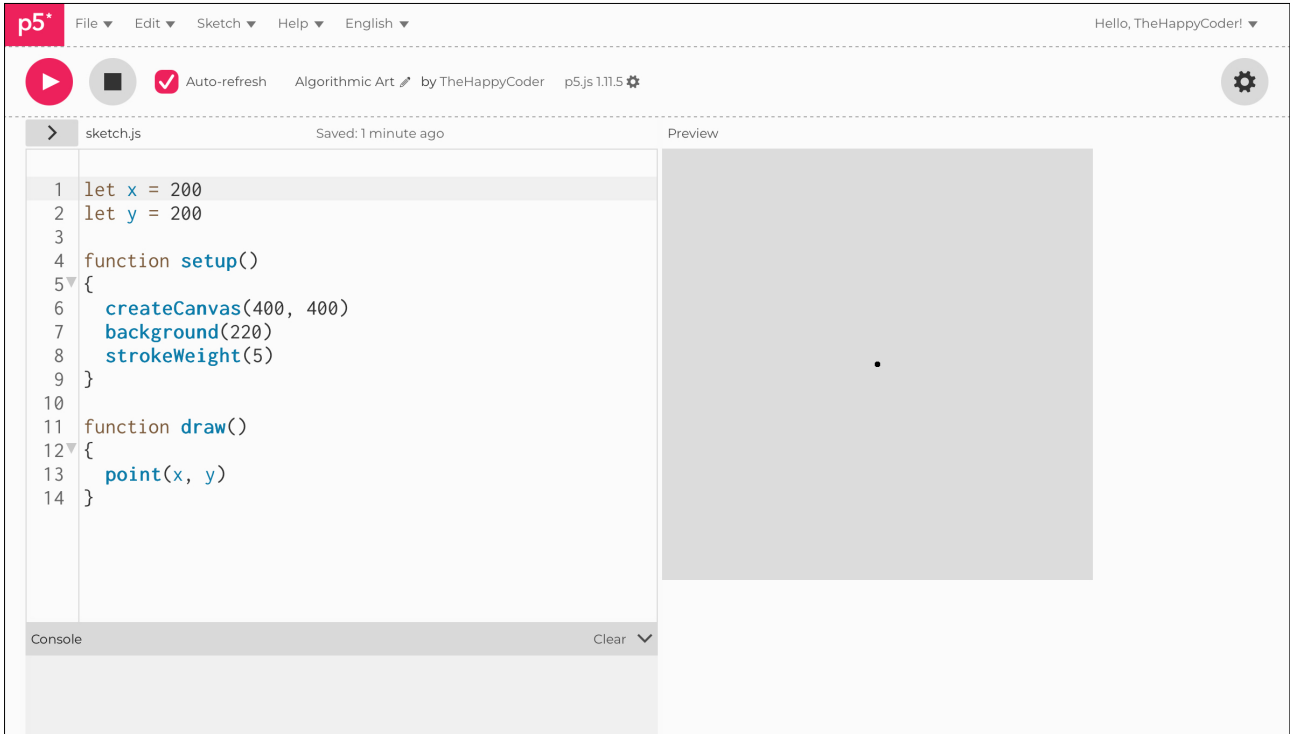 p5* File Edit Sketch Help English Hello, TheHappyCoder!
Auto-refresh Algorithmic Art by TheHappyCoder p5.js 1.11.5
sketch.js Saved: 1 minute ago Preview
1 let x = 200
2 let y = 200
3
4 function setup()
5 {
6   createCanvas(400, 400)
7   background(220)
8   strokeWeight(5)
9 }
10
11 function draw()
12 {
13   point(x, y)
14 }
Console Clear